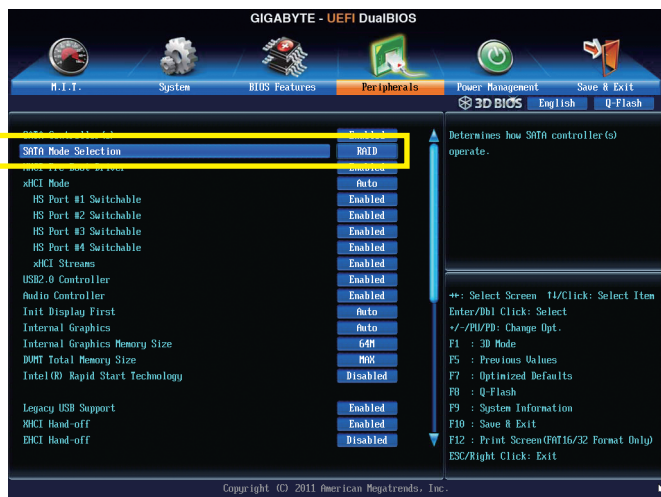 GIGABYTE - UEFI DualBIOS
M.I.T. System BIOS Features Peripherals Power Management Save & Exit
3D BIOS English Q-Flash
SATA Controller(s) Enabled
SATA Mode Selection RAID
xHCI Pre-Boot Driver Enabled
xHCI Mode Auto
HS Port #1 Switchable Enabled
HS Port #2 Switchable Enabled
HS Port #3 Switchable Enabled
HS Port #4 Switchable Enabled
xHCI Streams Enabled
USB2.0 Controller Enabled
Audio Controller Enabled
Init Display First Auto
Internal Graphics Auto
Internal Graphics Memory Size 64M
DVMT Total Memory Size MAX
Intel(R) Rapid Start Technology Disabled
Legacy USB Support Enabled
XHCI Hand-off Enabled
EHCI Hand-off Disabled
Determines how SATA controller(s)
operate.
→←: Select Screen ↑↓/Click: Select Item
Enter/Dbl Click: Select
+/-/PU/PD: Change Opt.
F1 : 3D Mode
F5 : Previous Values
F7 : Optimized Defaults
F8 : Q-Flash
F9 : System Information
F10 : Save & Exit
F12 : Print Screen(FAT16/32 Format Only)
ESC/Right Click: Exit
Copyright (C) 2011 American Megatrends, Inc.